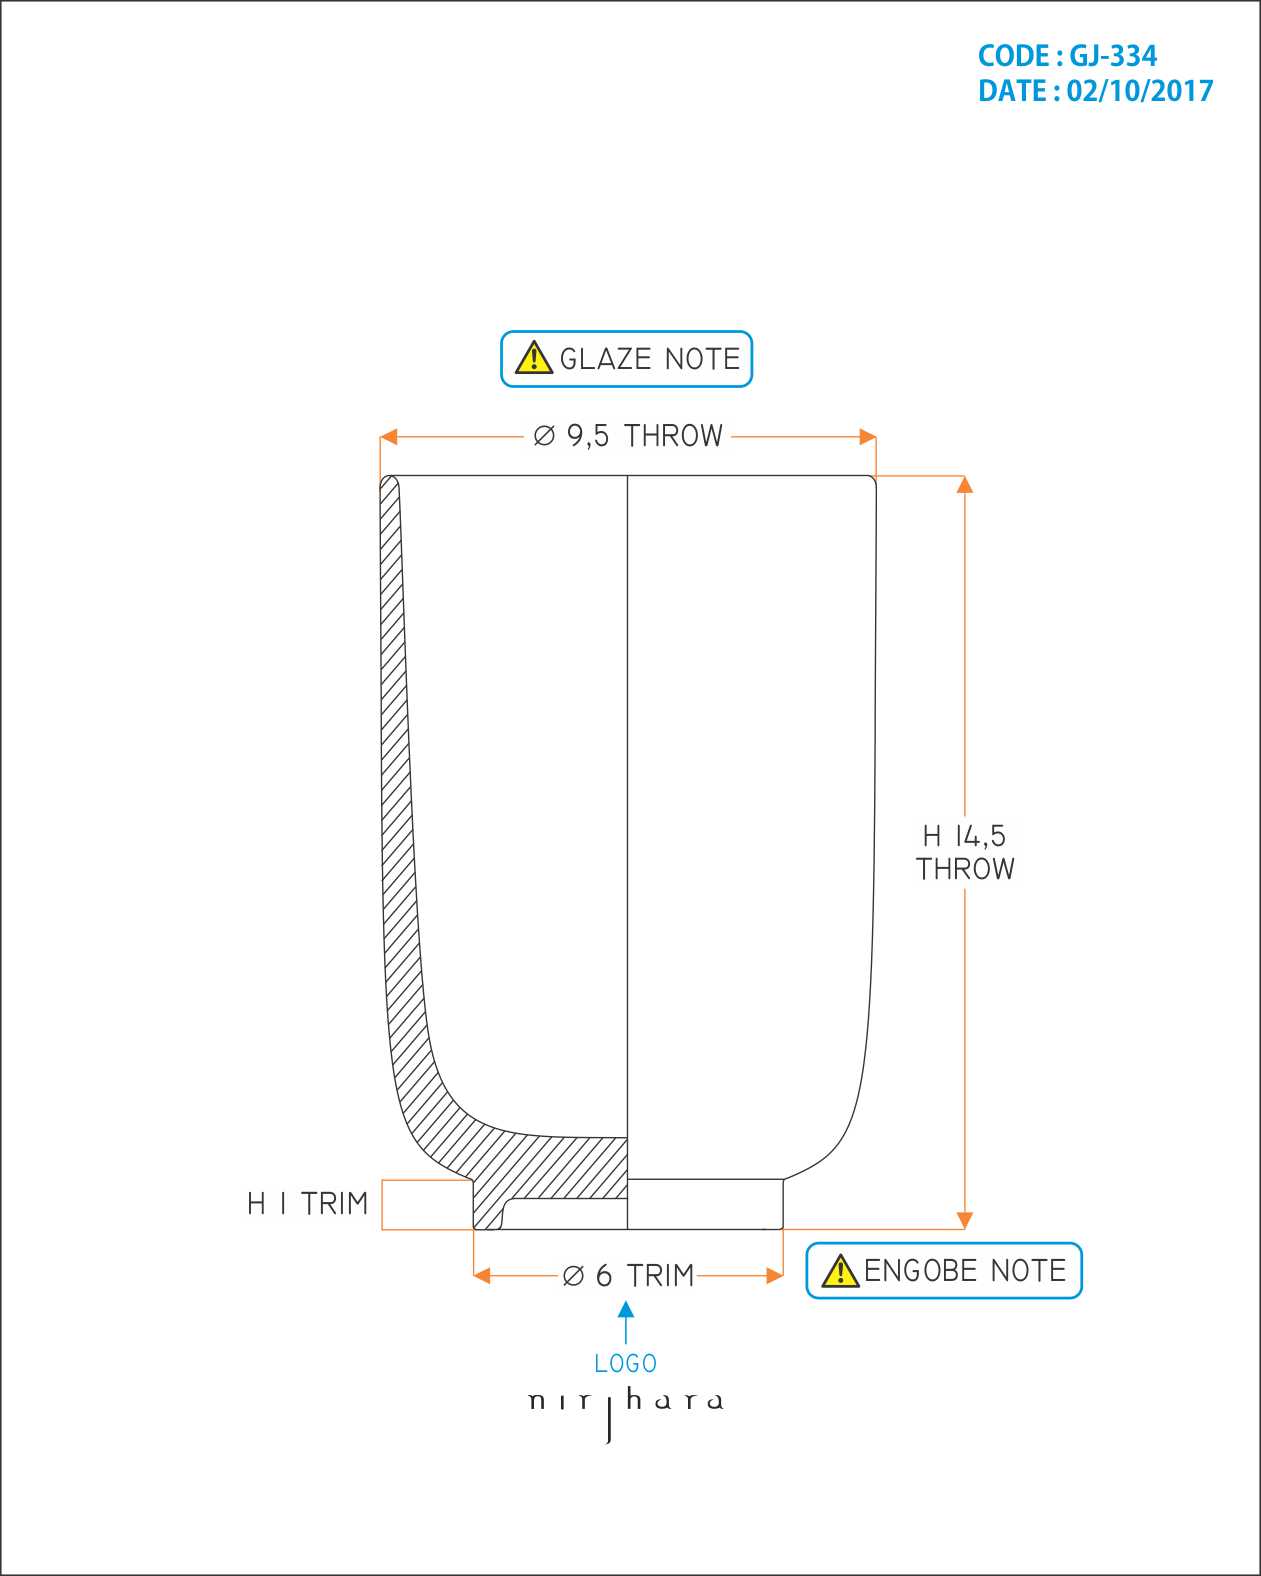 CODE : GJ-334
DATE : 02/10/2017
GLAZE NOTE
Ø 9,5 THROW
H 14,5
THROW
H 1 TRIM
Ø 6 TRIM
ENGOBE NOTE
LOGO
nirjhara